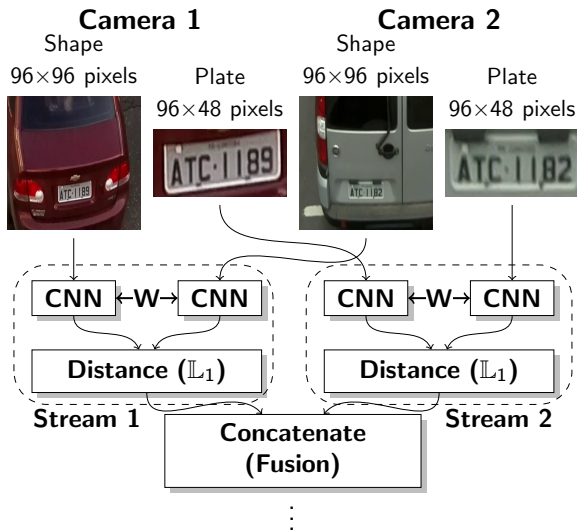 Camera 1
Camera 2
Shape
96×96 pixels
Plate
96×48 pixels
Shape
96×96 pixels
Plate
96×48 pixels
ATC·1189
ATC·1189
ATC·1182
ATC·1182
CNN W CNN
CNN W CNN
Distance (𝕃₁)
Distance (𝕃₁)
Stream 1
Stream 2
Concatenate
(Fusion)
⋮